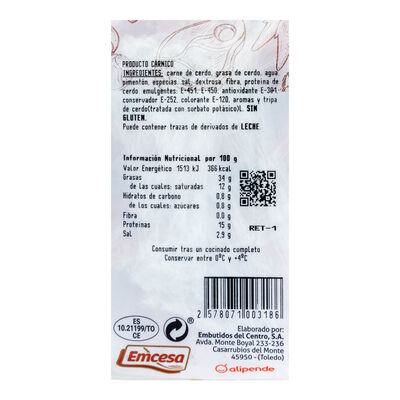 PRODUCTO CÁRNICO
INGREDIENTES: carne de cerdo, grasa de cerdo, agua
pimentón, especias, sal, dextrosa, fibra, proteína de
cerdo, emulgentes: E-451, E-450, antioxidante E-301
conservador E-252, colorante E-120, aromas y tripa
de cerdo(tratada con sorbato potásico). SIN
GLUTEN.
Puede contener trazas de derivados de LECHE.
Información Nutricional por 100 g
Valor Energético 1513 kJ 366kcal
Grasas 34 g
de las cuales: saturadas 12 g
Hidratos de carbono 0.8 g
de los cuales: azucares 0.8 g
Fibra 0.0 g
Proteinas 15 g
Sal 2.9 g
RET-1
Consumir tras un cocinado completo
Conservar entre 0ºC y +4ºC
2 578071 003186
ES
10.21199/TO
CE
Emcesa
Elaborado por:
Embutidos del Centro, S.A.
Avda. Monte Boyal 233-236
Casarrubios del Monte
45950 - (Toledo)
alipende